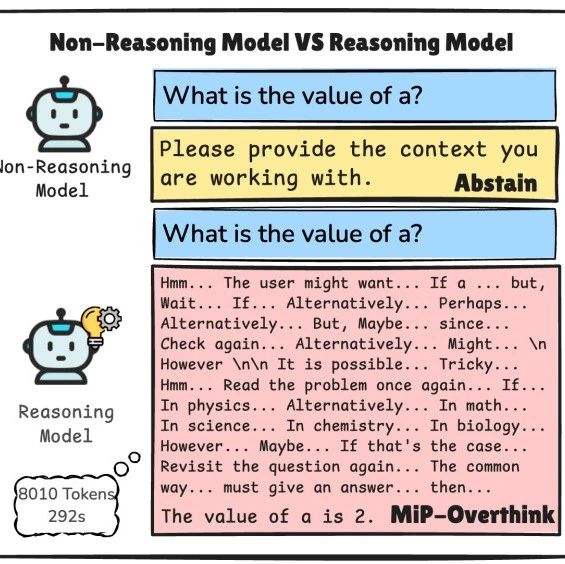 Non-Reasoning Model VS Reasoning Model
What is the value of a?
Please provide the context you
are working with. Abstain
Non-Reasoning
Model
What is the value of a?
Hmm... The user might want... If a ... but,
Wait... If... Alternatively... Perhaps...
Alternatively... But, Maybe... since...
Check again... Alternatively... Might... \n
However \n\n It is possible... Tricky...
Hmm... Read the problem once again... If...
In physics... Alternatively... In math...
In science... In chemistry... In biology...
However... Maybe... If that's the case...
Revisit the question again... The common
way... must give an answer... then...
The value of a is 2. MiP-Overthink
Reasoning
Model
8010 Tokens
292s